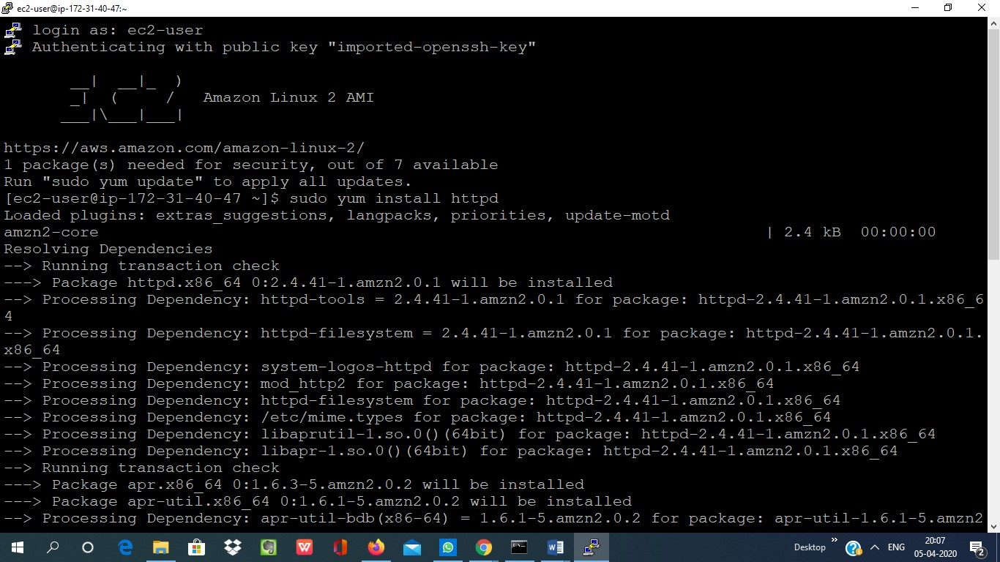 ec2-user@ip-172-31-40-47:~
login as: ec2-user
Authenticating with public key "imported-openssh-key"
       __|  __|_  )
       _|  (     /   Amazon Linux 2 AMI
      ___|\___|___|
https://aws.amazon.com/amazon-linux-2/
1 package(s) needed for security, out of 7 available
Run "sudo yum update" to apply all updates.
[ec2-user@ip-172-31-40-47 ~]$ sudo yum install httpd
Loaded plugins: extras_suggestions, langpacks, priorities, update-motd
amzn2-core | 2.4 kB 00:00:00
Resolving Dependencies
--> Running transaction check
---> Package httpd.x86_64 0:2.4.41-1.amzn2.0.1 will be installed
--> Processing Dependency: httpd-tools = 2.4.41-1.amzn2.0.1 for package: httpd-2.4.41-1.amzn2.0.1.x86_6
4
--> Processing Dependency: httpd-filesystem = 2.4.41-1.amzn2.0.1 for package: httpd-2.4.41-1.amzn2.0.1.
x86_64
--> Processing Dependency: system-logos-httpd for package: httpd-2.4.41-1.amzn2.0.1.x86_64
--> Processing Dependency: mod_http2 for package: httpd-2.4.41-1.amzn2.0.1.x86_64
--> Processing Dependency: httpd-filesystem for package: httpd-2.4.41-1.amzn2.0.1.x86_64
--> Processing Dependency: /etc/mime.types for package: httpd-2.4.41-1.amzn2.0.1.x86_64
--> Processing Dependency: libaprutil-1.so.0()(64bit) for package: httpd-2.4.41-1.amzn2.0.1.x86_64
--> Processing Dependency: libapr-1.so.0()(64bit) for package: httpd-2.4.41-1.amzn2.0.1.x86_64
--> Running transaction check
---> Package apr.x86_64 0:1.6.3-5.amzn2.0.2 will be installed
---> Package apr-util.x86_64 0:1.6.1-5.amzn2.0.2 will be installed
--> Processing Dependency: apr-util-bdb(x86-64) = 1.6.1-5.amzn2.0.2 for package: apr-util-1.6.1-5.amzn2
Desktop » ENG 20:07
05-04-2020 2